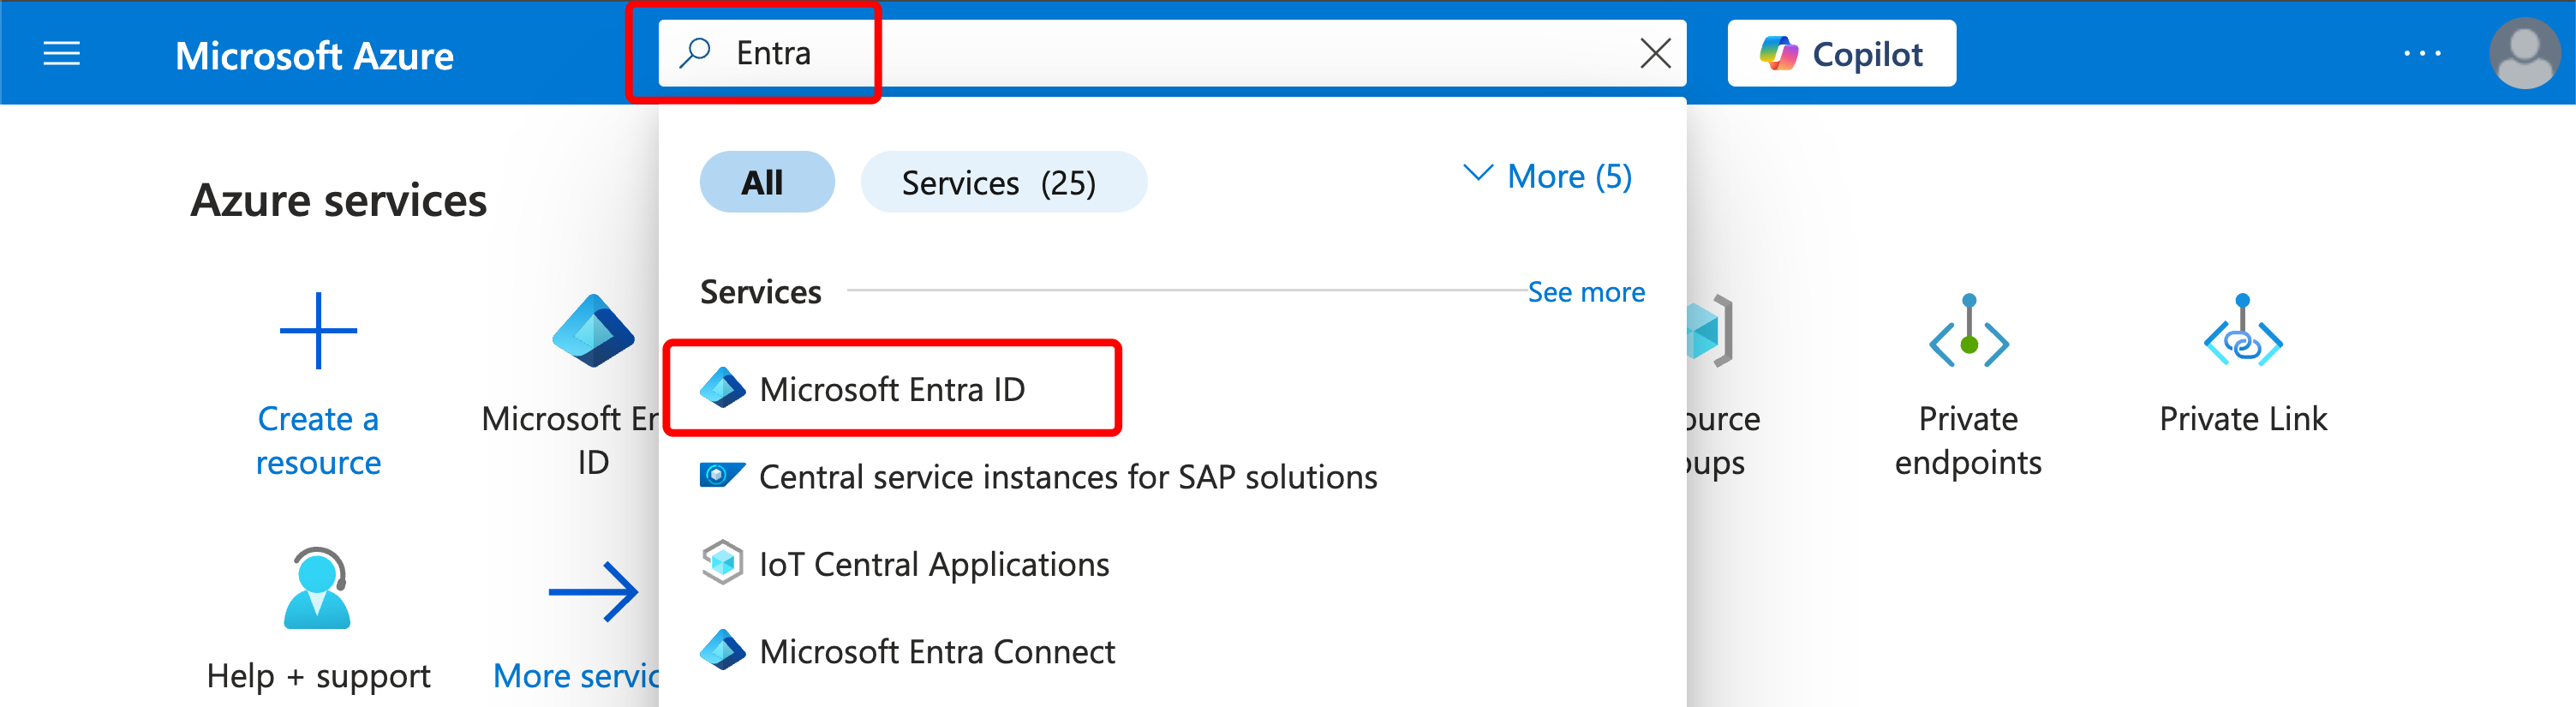 Microsoft Azure
Entra
Copilot
All
Services (25)
More (5)
Azure services
Services
See more
Create a
resource
Microsoft En
ID
Microsoft Entra ID
Central service instances for SAP solutions
IoT Central Applications
Microsoft Entra Connect
ource
oups
Private
endpoints
Private Link
Help + support
More servic